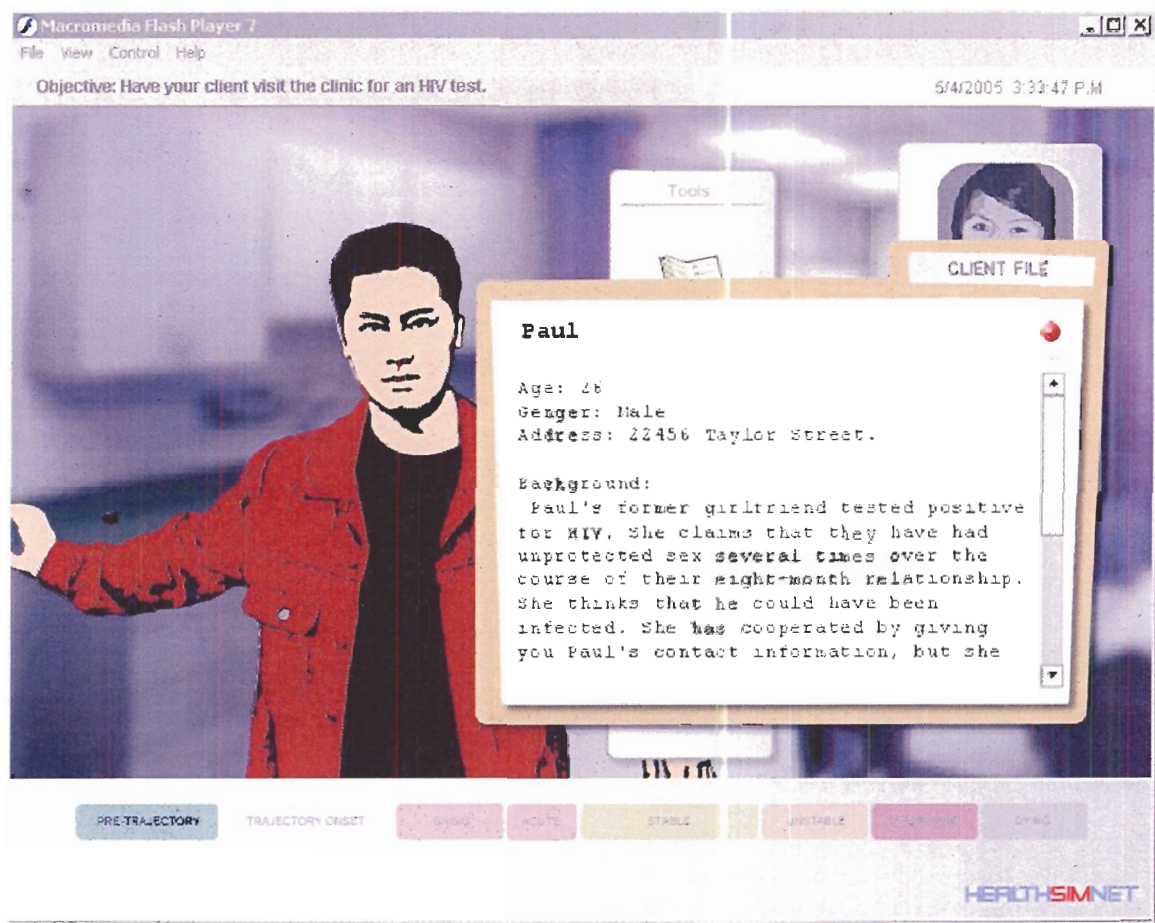 Macromedia Flash Player 7
File View Control Help
Objective: Have your client visit the clinic for an HIV test.
5/4/2005 3:33:47 P.M.
Tools
CLIENT FILE
Paul
Age: 26
Genger: Male
Address: 22456 Taylor Street.
Background:
Paul's former girlfriend tested positive
for HIV. She claims that they have had
unprotected sex several times over the
course of their eight-month relationship.
She thinks that he could have been
infected. She has cooperated by giving
you Paul's contact information, but she
PRE-TRAJECTORY
TRAJECTORY ONSET
CRISIS
ACUTE
STABLE
UNSTABLE
DYING
HEALTHSIMNET